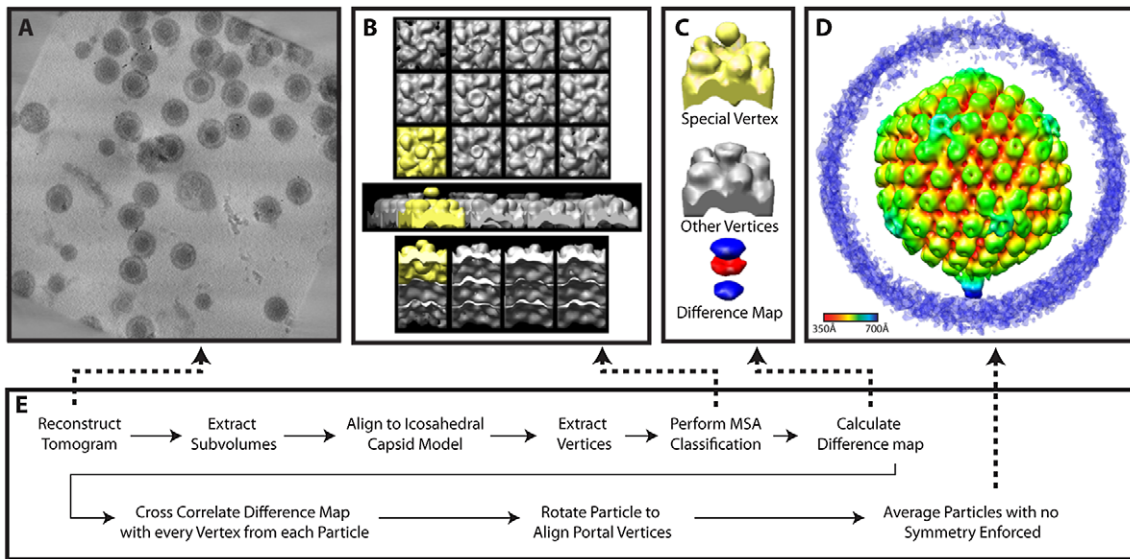 A
B
C
D
Special Vertex
Other Vertices
Difference Map
350Å
700Å
E
Reconstruct
Tomogram
Extract
Subvolumes
Align to Icosahedral
Capsid Model
Extract
Vertices
Perform MSA
Classification
Calculate
Difference map
Cross Correlate Difference Map
with every Vertex from each Particle
Rotate Particle to
Align Portal Vertices
Average Particles with no
Symmetry Enforced